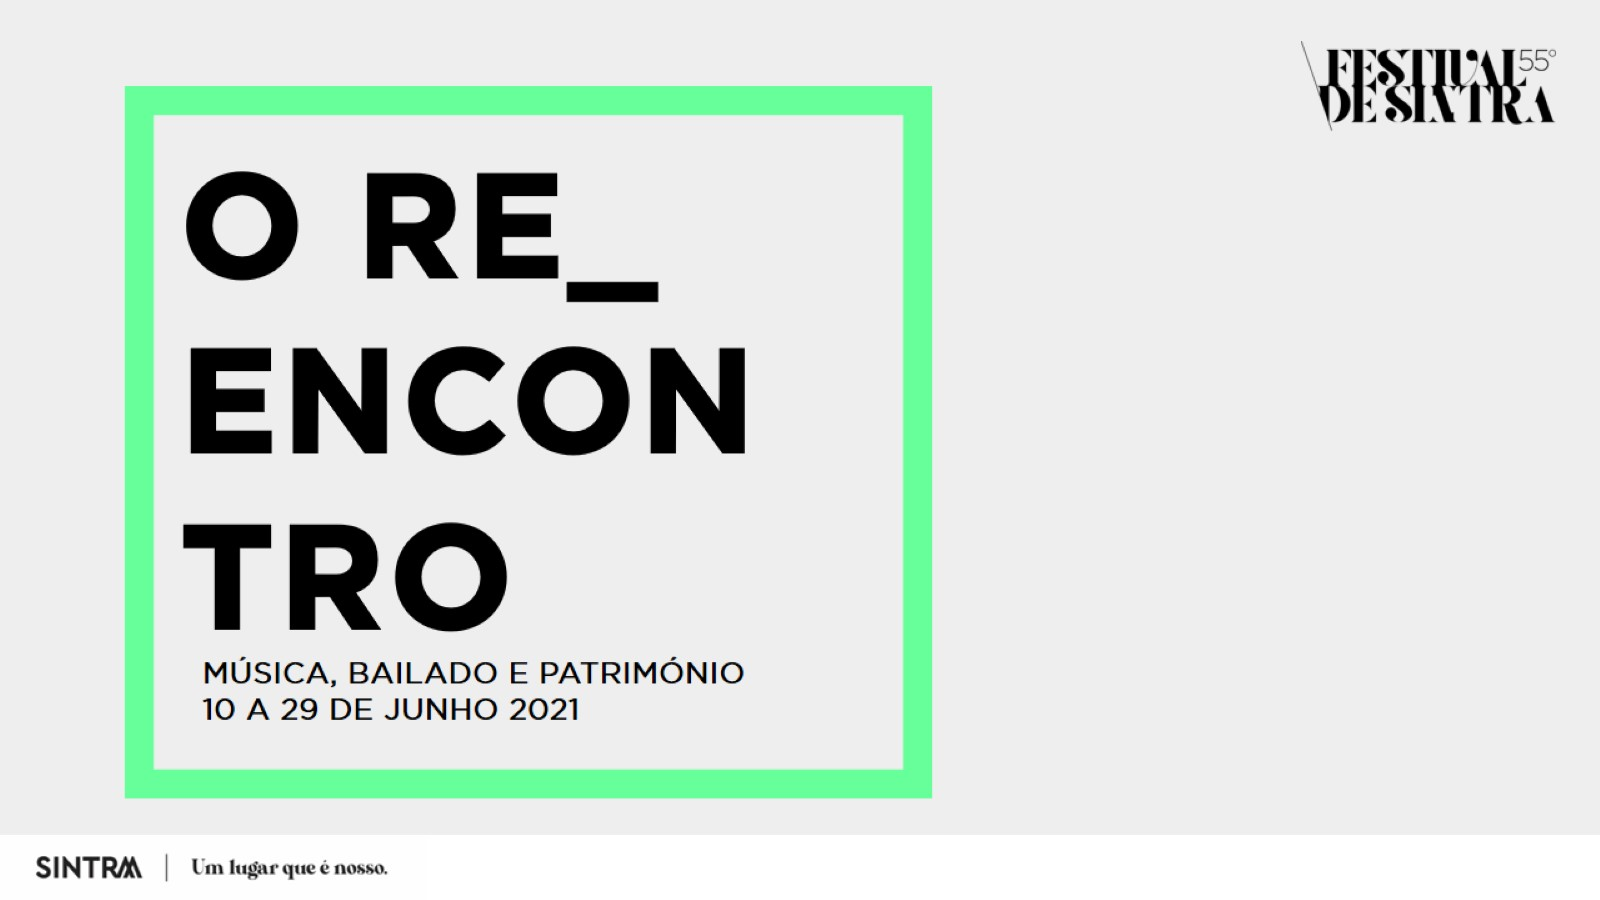 FESTIVAL 55º
DE SINTRA
O RE_
ENCON
TRO
MÚSICA, BAILADO E PATRIMÓNIO
10 A 29 DE JUNHO 2021
SINTRA | Um lugar que é nosso.